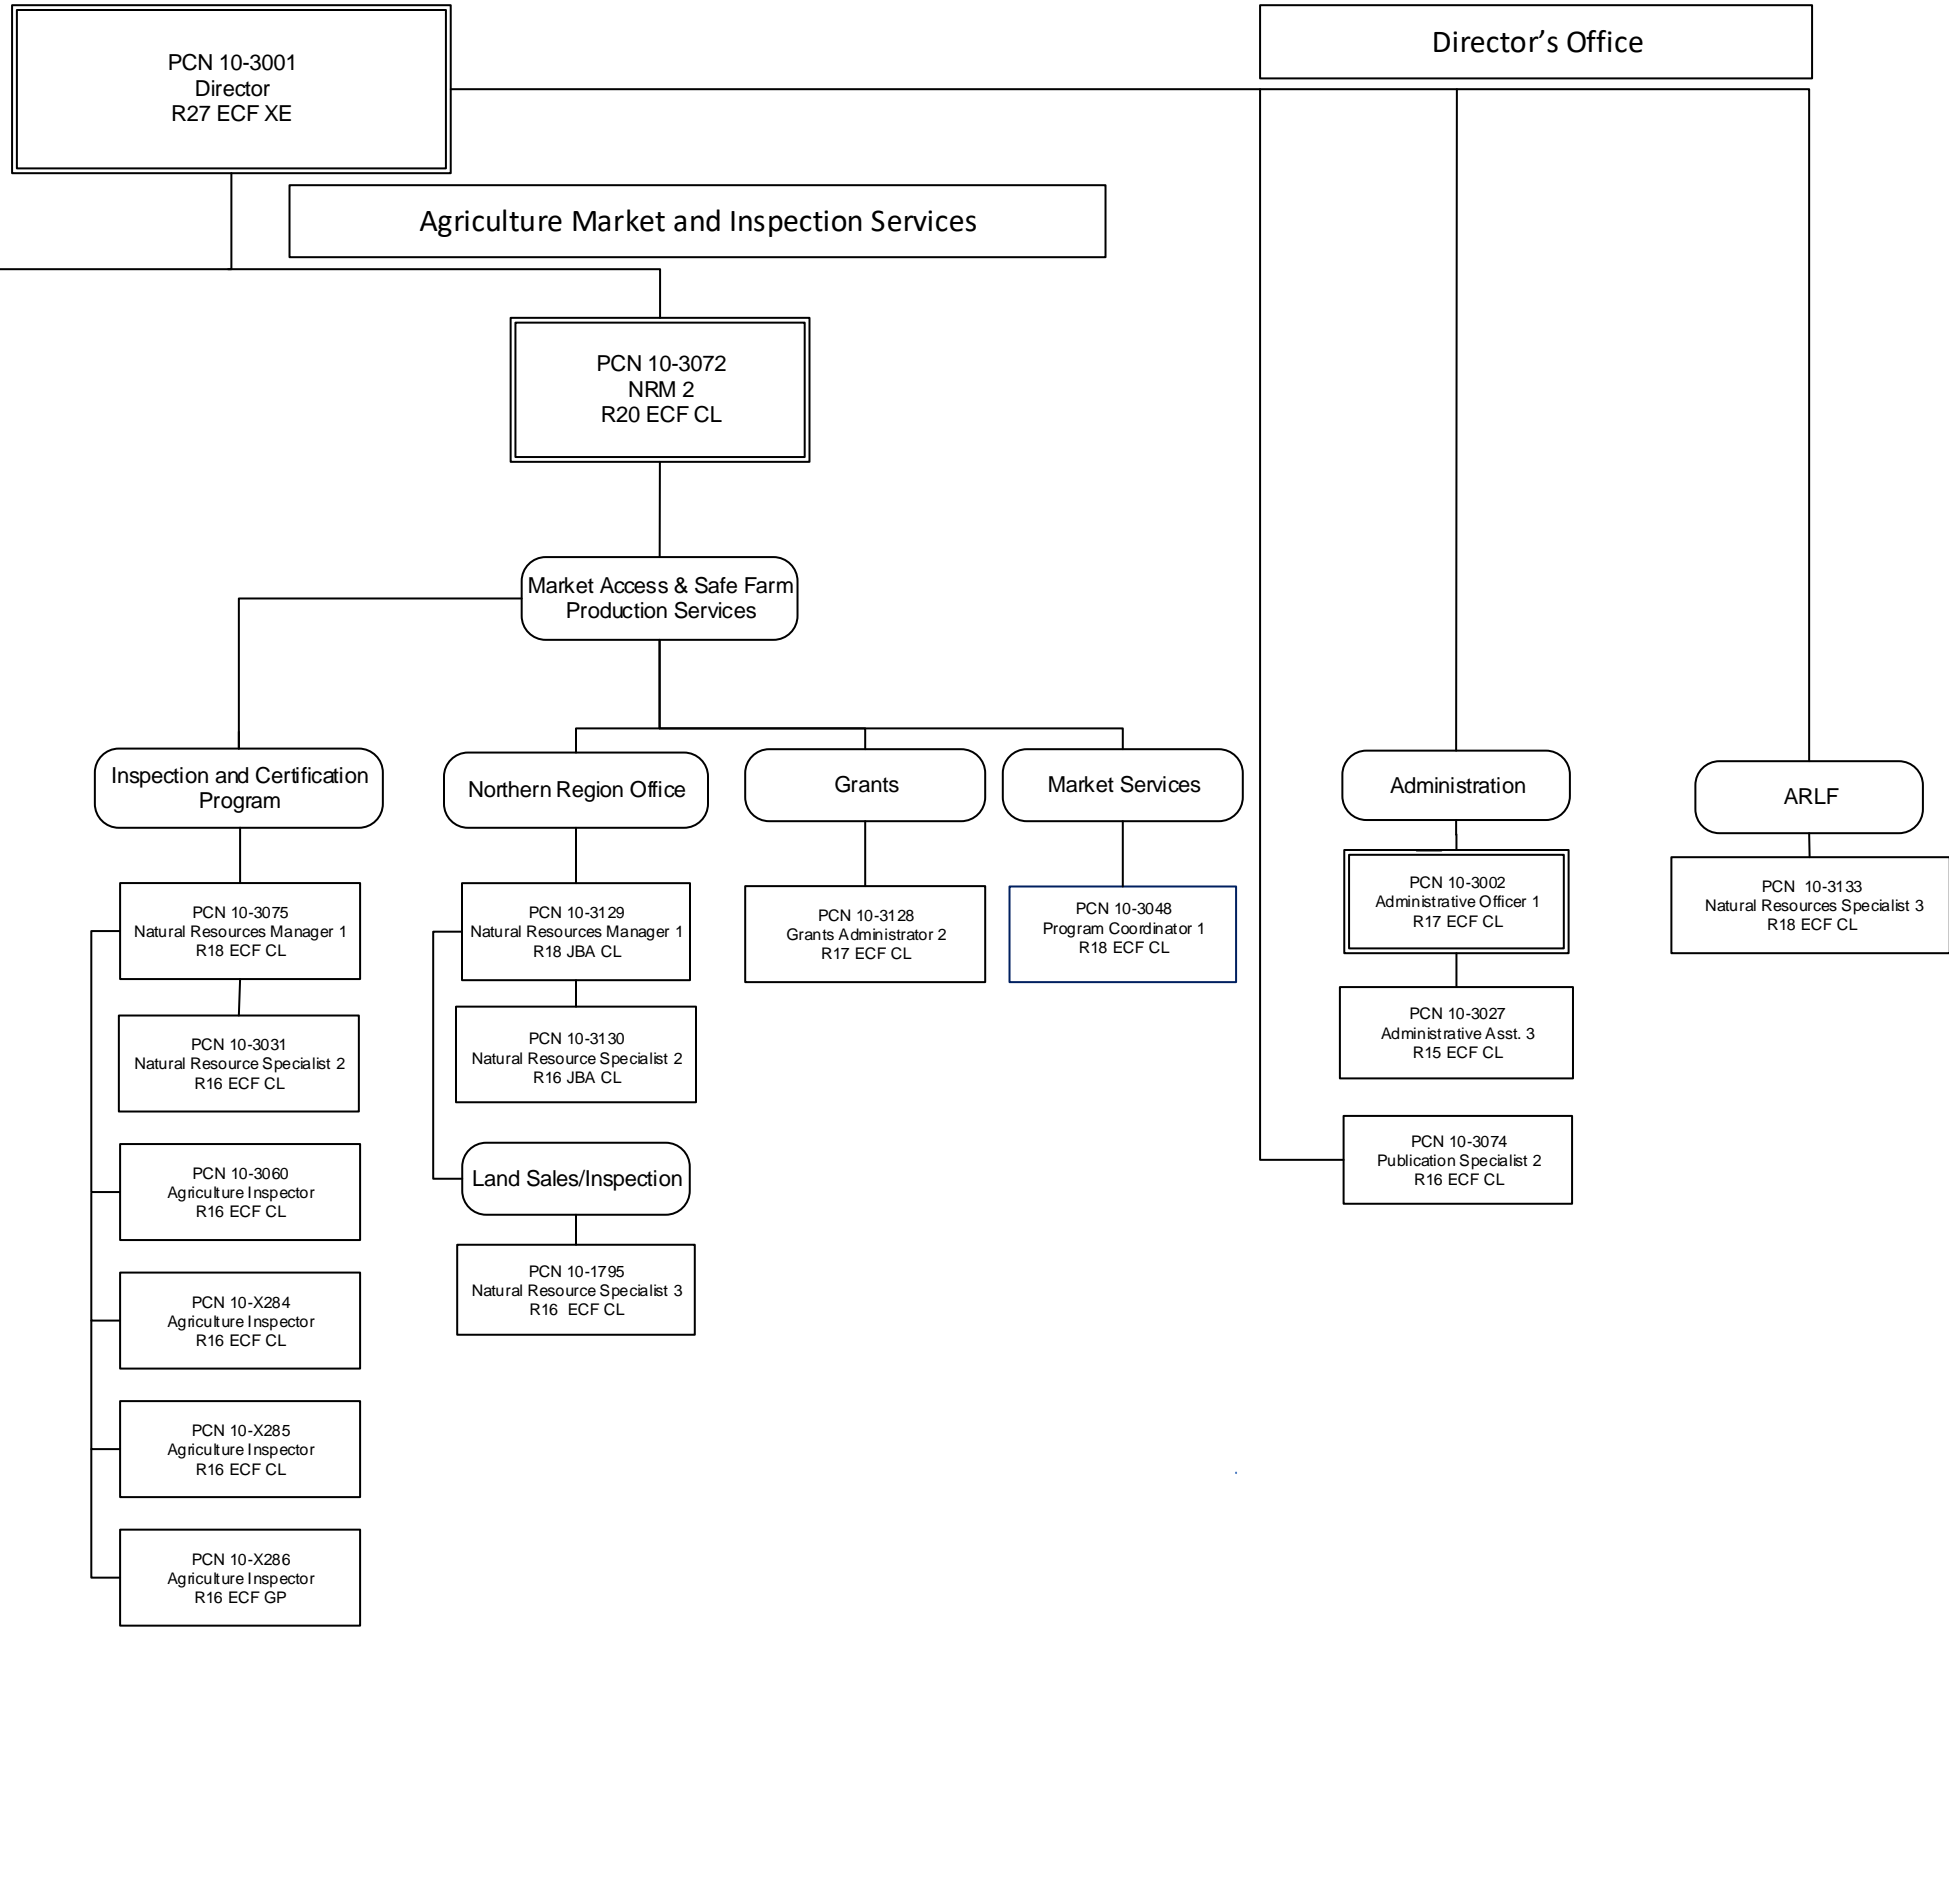 PCN 10-3001
Director
R27 ECF XE
Director’s Office
Agriculture Market and Inspection Services
PCN 10-3072
NRM 2
R20 ECF CL
Market Access & Safe Farm
Production Services
Inspection and Certification
Program
Northern Region Office
Grants
Market Services
Administration
ARLF
PCN 10-3075
Natural Resources Manager 1
R18 ECF CL
PCN 10-3031
Natural Resource Specialist 2
R16 ECF CL
PCN 10-3060
Agriculture Inspector
R16 ECF CL
PCN 10-X284
Agriculture Inspector
R16 ECF CL
PCN 10-X285
Agriculture Inspector
R16 ECF CL
PCN 10-X286
Agriculture Inspector
R16 ECF GP
PCN 10-3129
Natural Resources Manager 1
R18 JBA CL
PCN 10-3130
Natural Resource Specialist 2
R16 JBA CL
Land Sales/Inspection
PCN 10-1795
Natural Resource Specialist 3
R16 ECF CL
PCN 10-3128
Grants Administrator 2
R17 ECF CL
PCN 10-3048
Program Coordinator 1
R18 ECF CL
PCN 10-3002
Administrative Officer 1
R17 ECF CL
PCN 10-3027
Administrative Asst. 3
R15 ECF CL
PCN 10-3074
Publication Specialist 2
R16 ECF CL
PCN 10-3133
Natural Resources Specialist 3
R18 ECF CL